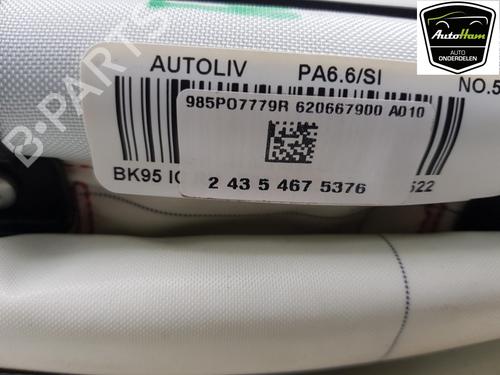 AutoHam
AUTO
ONDERDELEN
AUTOLIV PA6.6/SI NO.5
985P07779R 620667900 A010
BK95 522
2 43 5 467 5376
B-PARTS